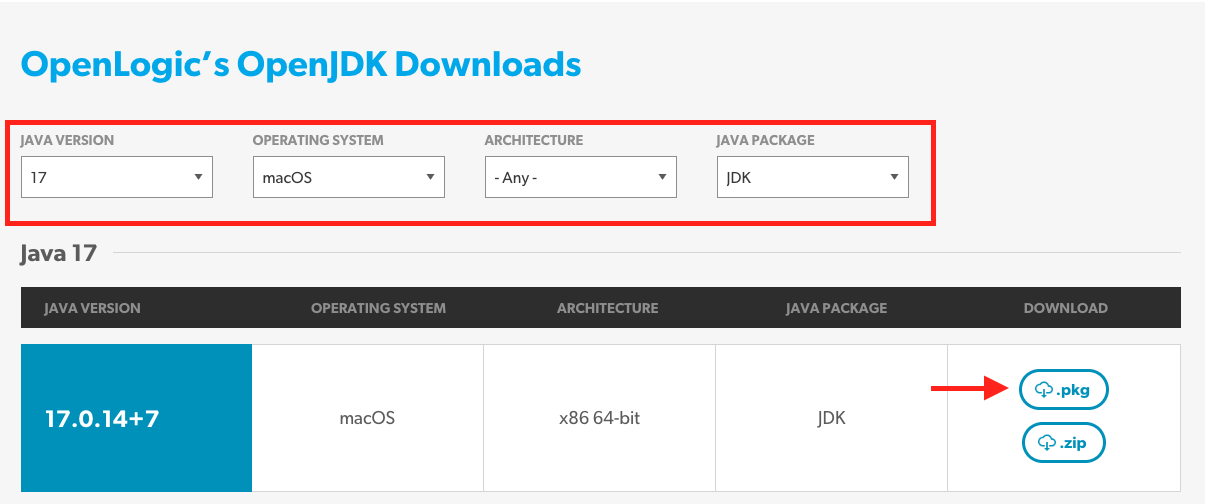 OpenLogic's OpenJDK Downloads
JAVA VERSION OPERATING SYSTEM ARCHITECTURE JAVA PACKAGE
17 macOS - Any - JDK
Java 17
JAVA VERSION OPERATING SYSTEM ARCHITECTURE JAVA PACKAGE DOWNLOAD
.pkg
17.0.14+7 macOS x86 64-bit JDK
.zip